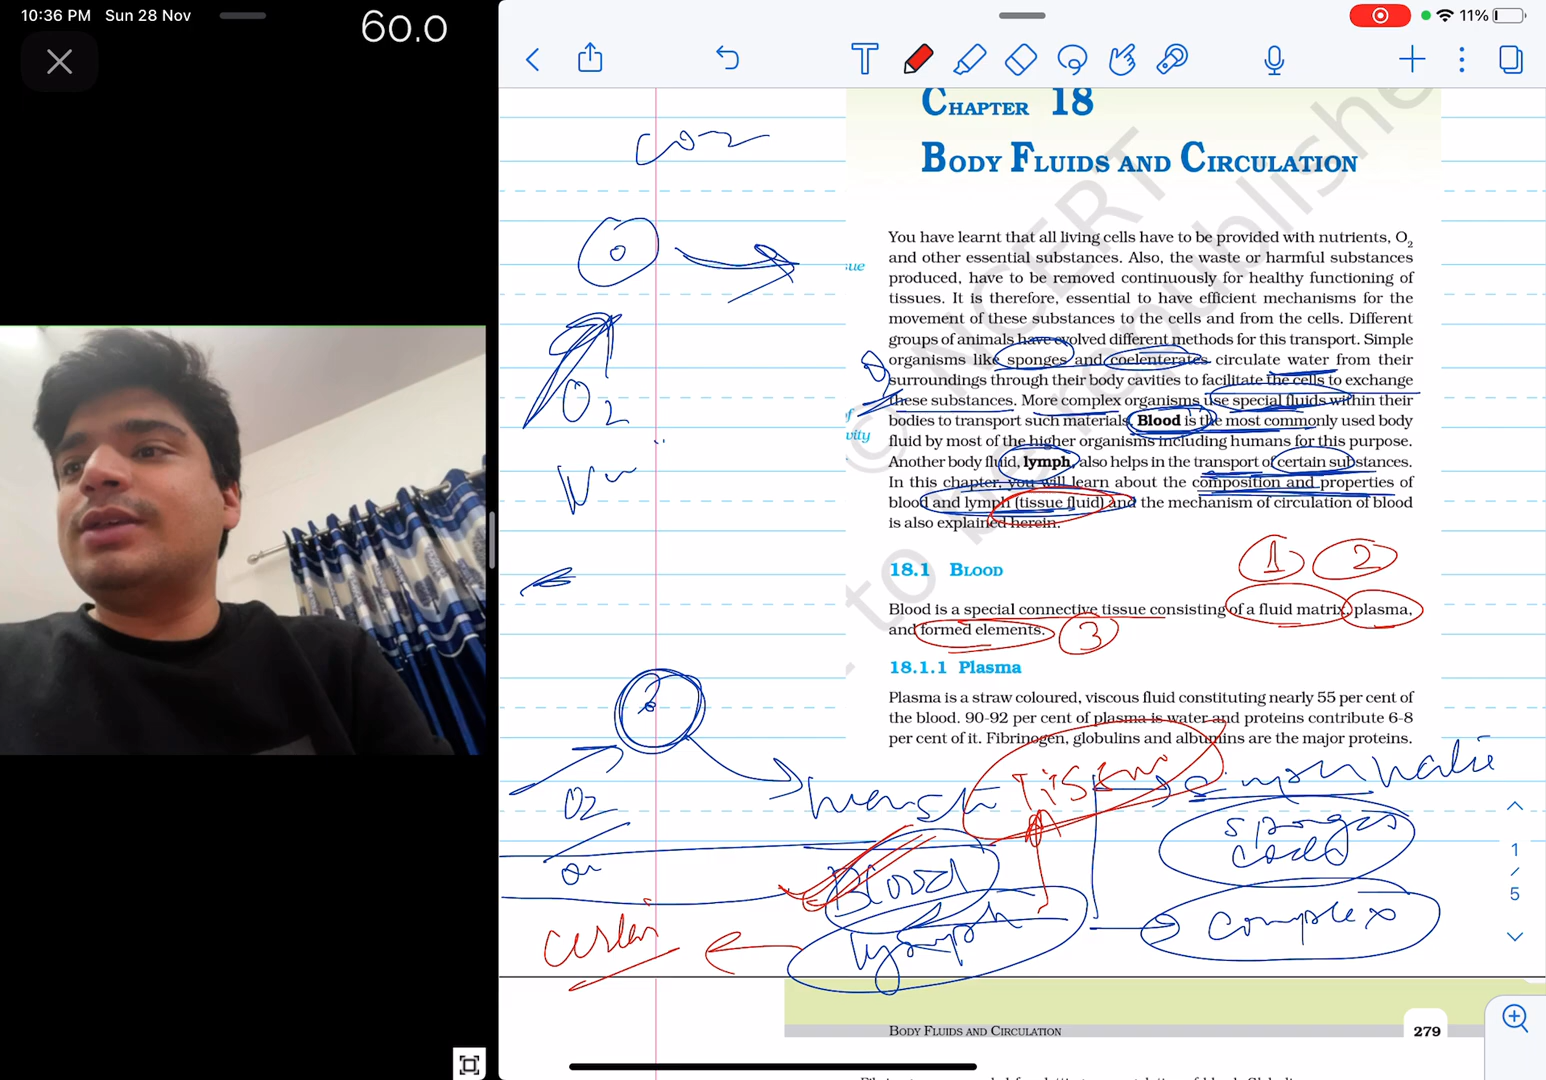 10:36 PM Sun 28 Nov
60.0
11%
CHAPTER 18
BODY FLUIDS AND CIRCULATION
CO2
O2
You have learnt that all living cells have to be provided with nutrients, O2
and other essential substances. Also, the waste or harmful substances
produced, have to be removed continuously for healthy functioning of
tissues. It is therefore, essential to have efficient mechanisms for the
movement of these substances to the cells and from the cells. Different
groups of animals have evolved different methods for this transport. Simple
organisms like sponges and coelenterates circulate water from their
surroundings through their body cavities to facilitate the cells to exchange
these substances. More complex organisms use special fluids within their
bodies to transport such materials. Blood is the most commonly used body
fluid by most of the higher organisms including humans for this purpose.
Another body fluid, lymph, also helps in the transport of certain substances.
In this chapter, you will learn about the composition and properties of
blood and lymph (tissue fluid) and the mechanism of circulation of blood
is also explained herein.
1 2
18.1 BLOOD
Blood is a special connective tissue consisting of a fluid matrix, plasma,
and formed elements. 3
18.1.1 Plasma
Plasma is a straw coloured, viscous fluid constituting nearly 55 per cent of
the blood. 90-92 per cent of plasma is water and proteins contribute 6-8
per cent of it. Fibrinogen, globulins and albumins are the major proteins.
O2
sponges
Blood
complex
lymph
1
/
5
BODY FLUIDS AND CIRCULATION
279
© NCERT
to be republished